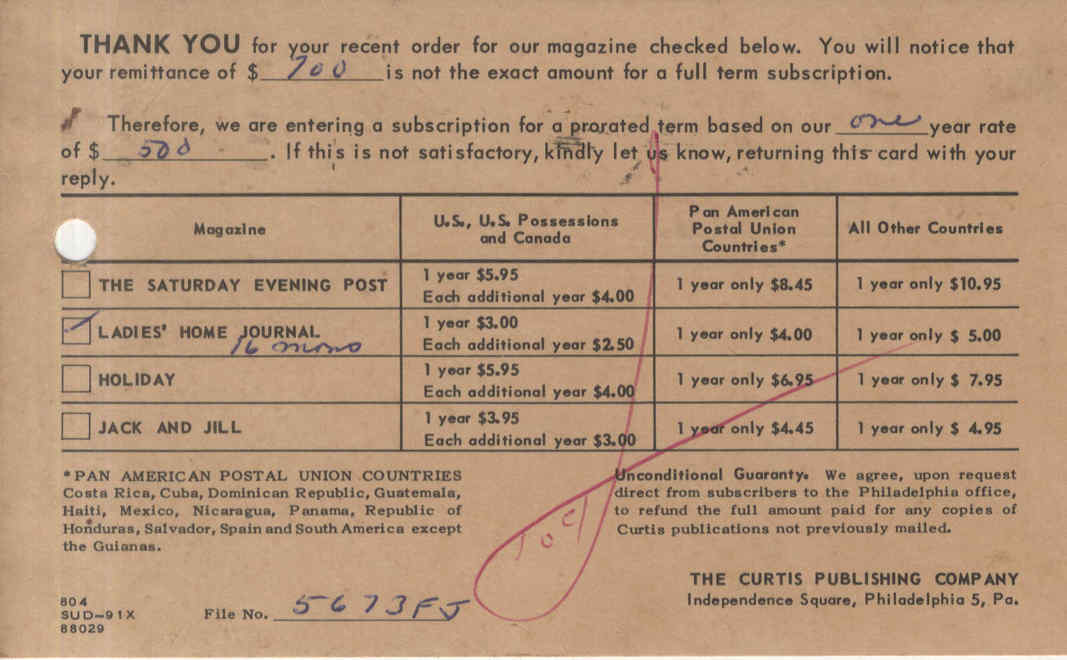 THANK YOU for your recent order for our magazine checked below. You will notice that
your remittance of $ 700 is not the exact amount for a full term subscription.
Therefore, we are entering a subscription for a prorated term based on our one year rate
of $ 500 . If this is not satisfactory, kindly let us know, returning this card with your
reply.
Magazine
U.S., U.S. Possessions
and Canada
Pan American
Postal Union
Countries*
All Other Countries
THE SATURDAY EVENING POST
1 year $5.95
Each additional year $4.00
1 year only $8.45
1 year only $10.95
LADIES' HOME JOURNAL
16 mons
1 year $3.00
Each additional year $2.50
1 year only $4.00
1 year only $ 5.00
HOLIDAY
1 year $5.95
Each additional year $4.00
1 year only $6.95
1 year only $ 7.95
JACK AND JILL
1 year $3.95
Each additional year $3.00
1 year only $4.45
1 year only $ 4.95
*PAN AMERICAN POSTAL UNION COUNTRIES
Costa Rica, Cuba, Dominican Republic, Guatemala,
Haiti, Mexico, Nicaragua, Panama, Republic of
Honduras, Salvador, Spain and South America except
the Guianas.
Unconditional Guaranty. We agree, upon request
direct from subscribers to the Philadelphia office,
to refund the full amount paid for any copies of
Curtis publications not previously mailed.
THE CURTIS PUBLISHING COMPANY
Independence Square, Philadelphia 5, Pa.
804
SUD-91X
88029
File No. 5673FJ